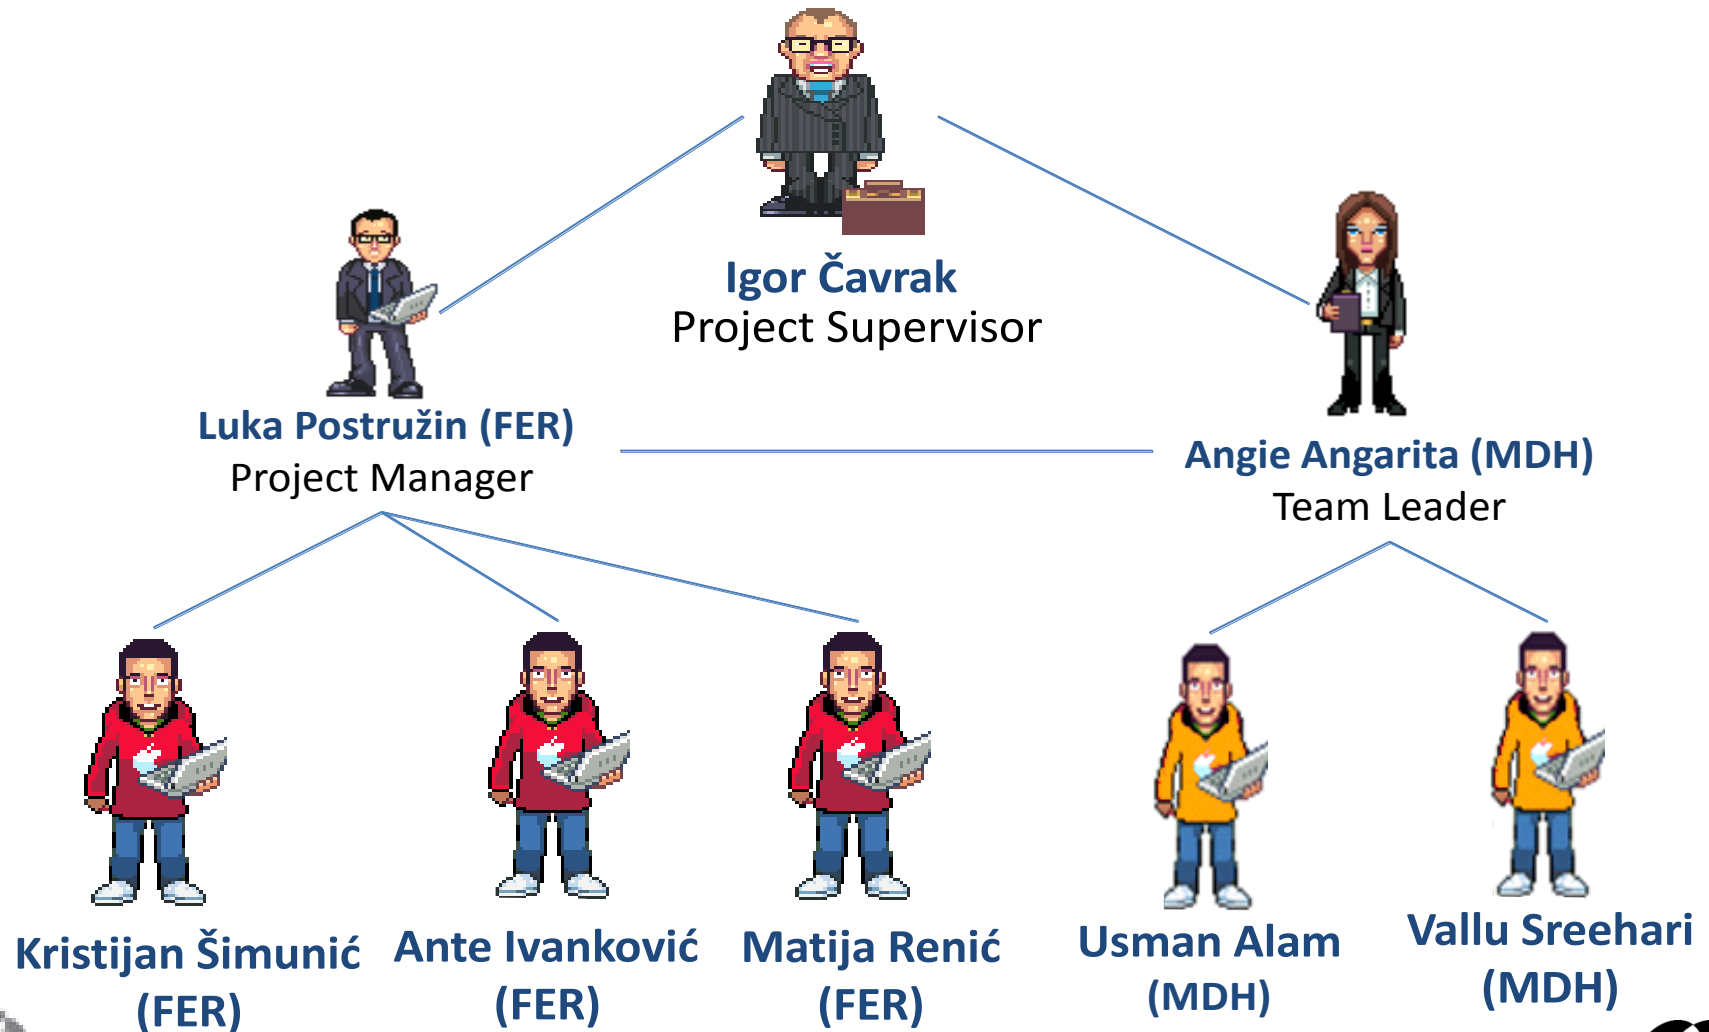 Igor Čavrak
Project Supervisor
Luka Postružin (FER)
Project Manager
Angie Angarita (MDH)
Team Leader
Kristijan Šimunić
(FER)
Ante Ivanković
(FER)
Matija Renić
(FER)
Usman Alam
(MDH)
Vallu Sreehari
(MDH)